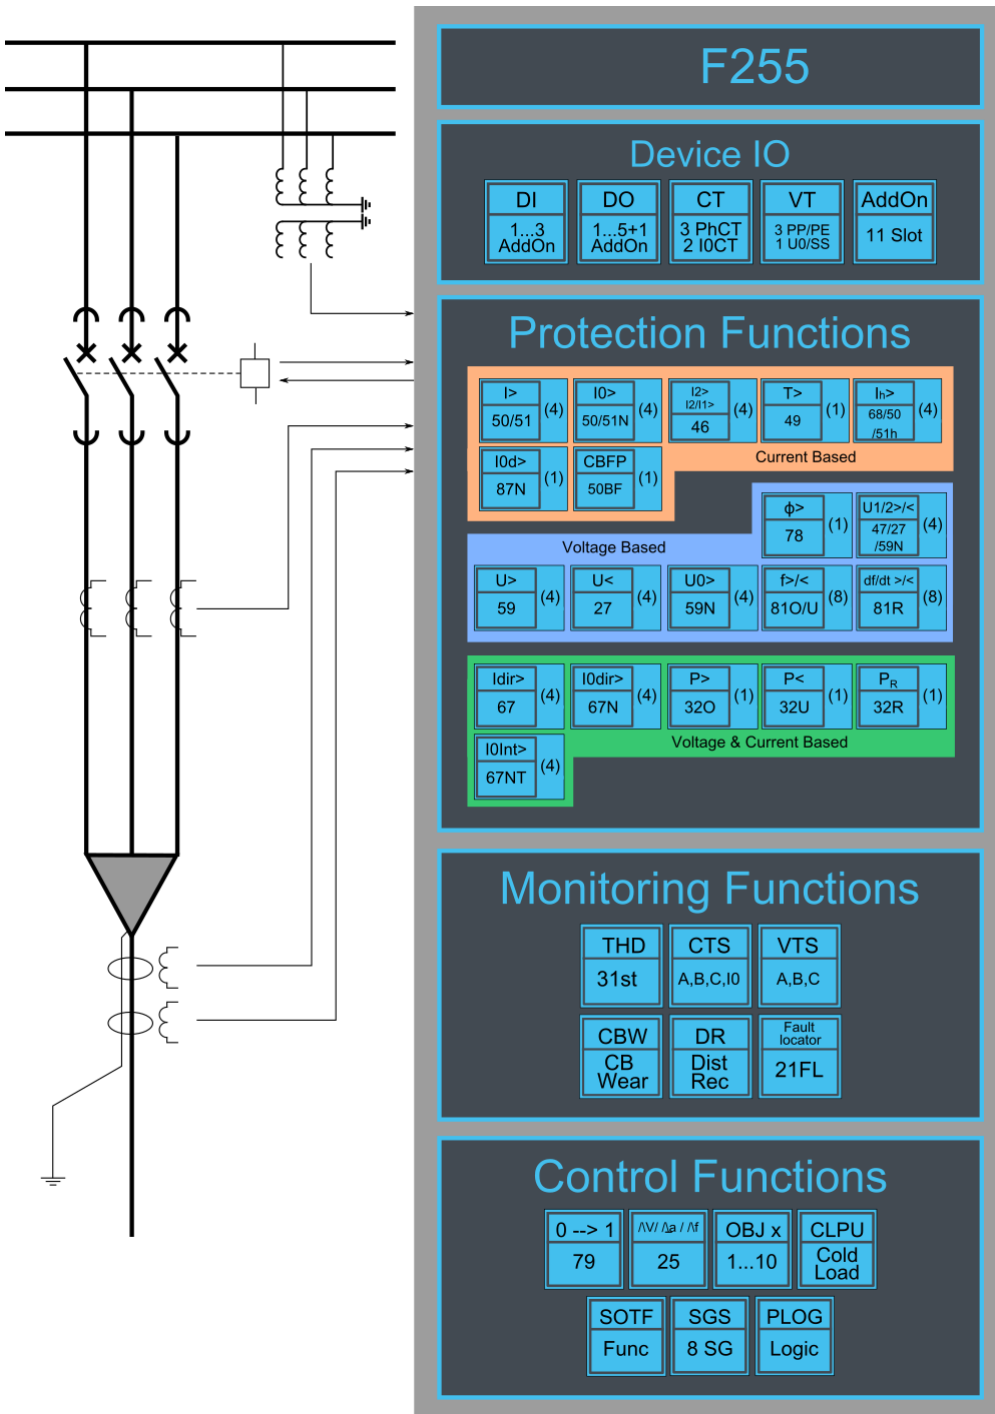 F255
Device IO
DI
1...3
AddOn
DO
1...5+1
AddOn
CT
3 PhCT
2 I0CT
VT
3 PP/PE
1 U0/SS
AddOn
11 Slot
Protection Functions
I>
50/51
(4)
I0>
50/51N
(4)
I2>
I2/I1>
46
(4)
T>
49
(1)
Ih>
68/50
/51h
(4)
I0d>
87N
(1)
CBFP
50BF
(1)
Current Based
ϕ>
78
(1)
U1/2>/<
47/27
/59N
(4)
Voltage Based
U>
59
(4)
U<
27
(4)
U0>
59N
(4)
f>/<
81O/U
(8)
df/dt >/<
81R
(8)
Idir>
67
(4)
I0dir>
67N
(4)
P>
32O
(1)
P<
32U
(1)
PR
32R
(1)
I0Int>
67NT
(4)
Voltage & Current Based
Monitoring Functions
THD
31st
CTS
A,B,C,I0
VTS
A,B,C
CBW
CB
Wear
DR
Dist
Rec
Fault
locator
21FL
Control Functions
0 --> 1
79
/\V/ /\a / /\f
25
OBJ x
1...10
CLPU
Cold
Load
SOTF
Func
SGS
8 SG
PLOG
Logic